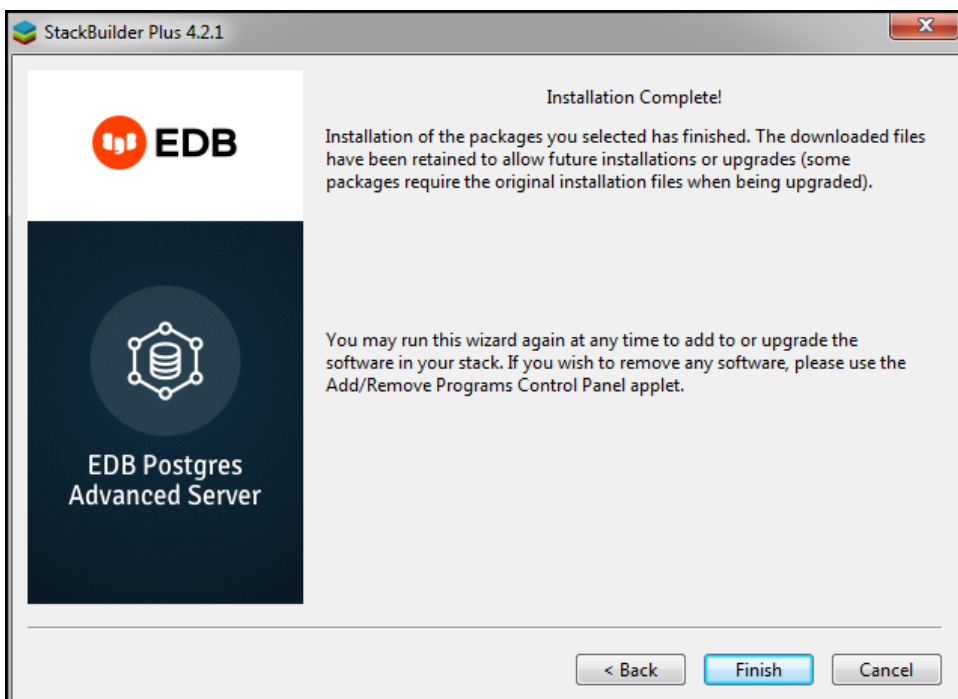 StackBuilder Plus 4.2.1
X
EDB
EDB Postgres
Advanced Server
Installation Complete!
Installation of the packages you selected has finished. The downloaded files
have been retained to allow future installations or upgrades (some
packages require the original installation files when being upgraded).
You may run this wizard again at any time to add to or upgrade the
software in your stack. If you wish to remove any software, please use the
Add/Remove Programs Control Panel applet.
< Back
Finish
Cancel